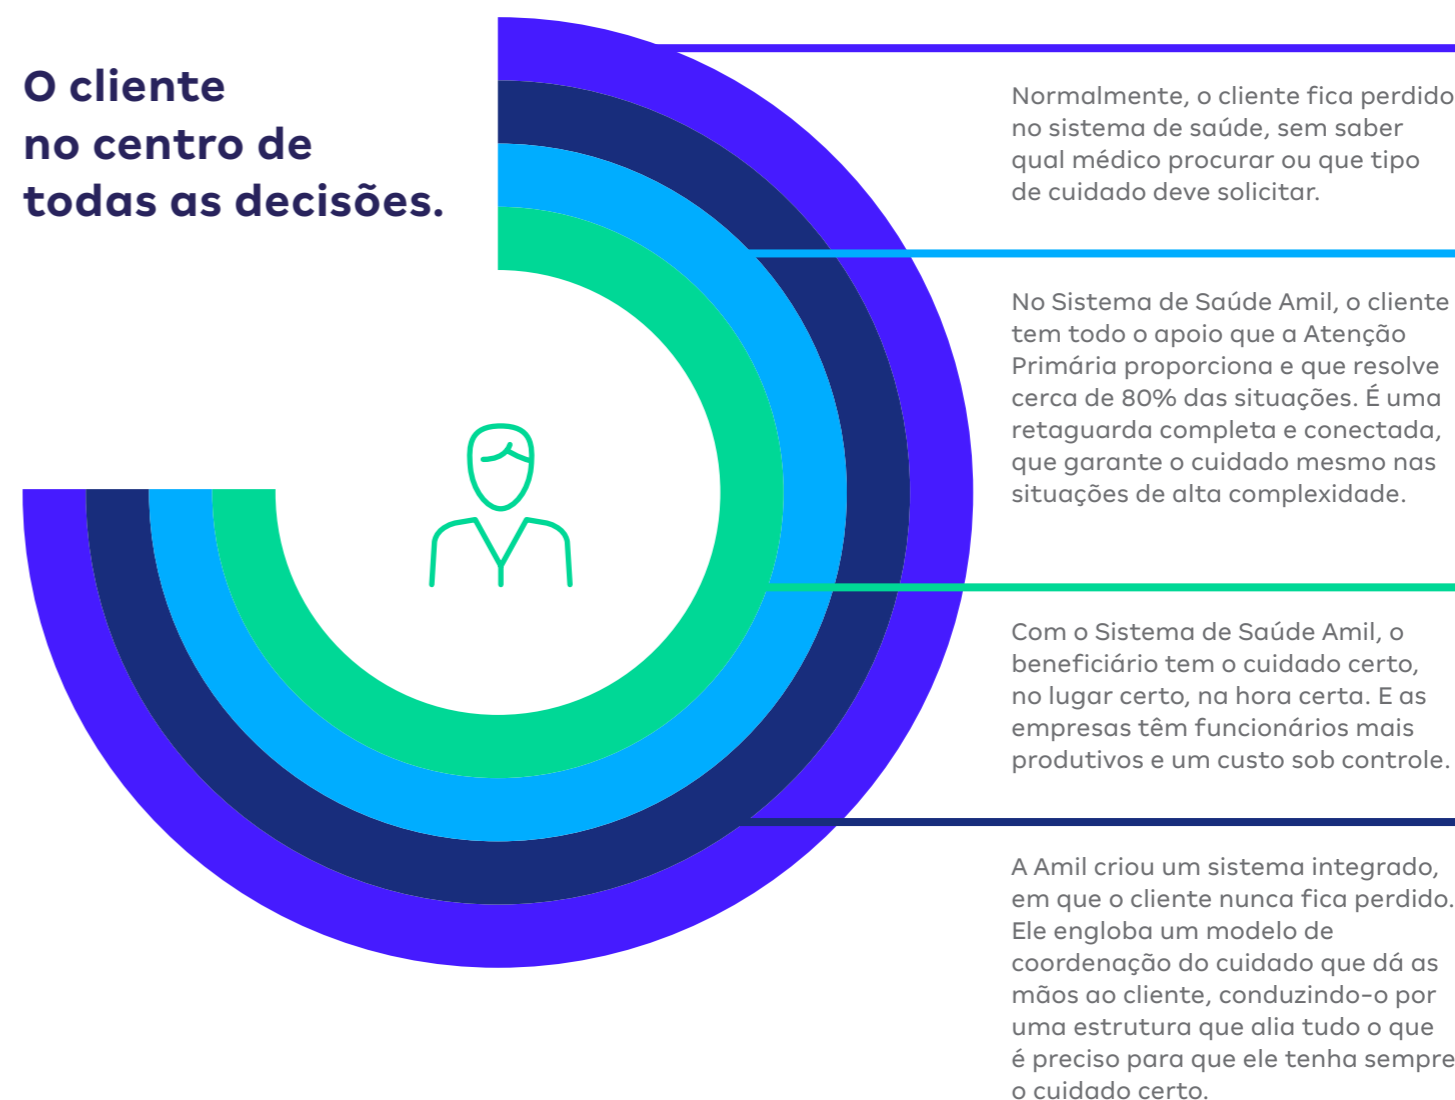 O cliente
no centro de
todas as decisões.
Normalmente, o cliente fica perdido
no sistema de saúde, sem saber
qual médico procurar ou que tipo
de cuidado deve solicitar.
No Sistema de Saúde Amil, o cliente
tem todo o apoio que a Atenção
Primária proporciona e que resolve
cerca de 80% das situações. É uma
retaguarda completa e conectada,
que garante o cuidado mesmo nas
situações de alta complexidade.
Com o Sistema de Saúde Amil, o
beneficiário tem o cuidado certo,
no lugar certo, na hora certa. E as
empresas têm funcionários mais
produtivos e um custo sob controle.
A Amil criou um sistema integrado,
em que o cliente nunca fica perdido.
Ele engloba um modelo de
coordenação do cuidado que dá as
mãos ao cliente, conduzindo-o por
uma estrutura que alia tudo o que
é preciso para que ele tenha sempre
o cuidado certo.